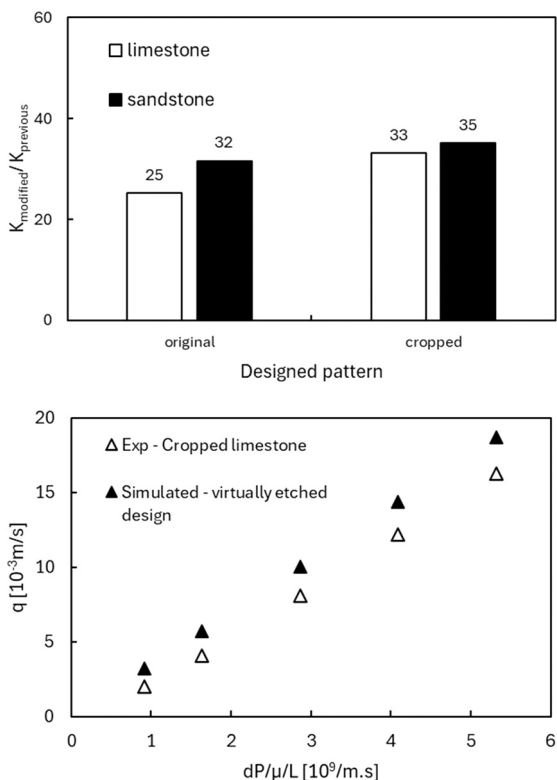 60
limestone
sandstone
40
35
33
32
25
20
0
K_modified/ K_previous
original
cropped
Designed pattern
20
Exp - Cropped limestone
Simulated - virtually etched
design
15
10
5
0
q [10⁻³m/s]
0 1 2 3 4 5 6
dP/µ/L [10⁹/m.s]